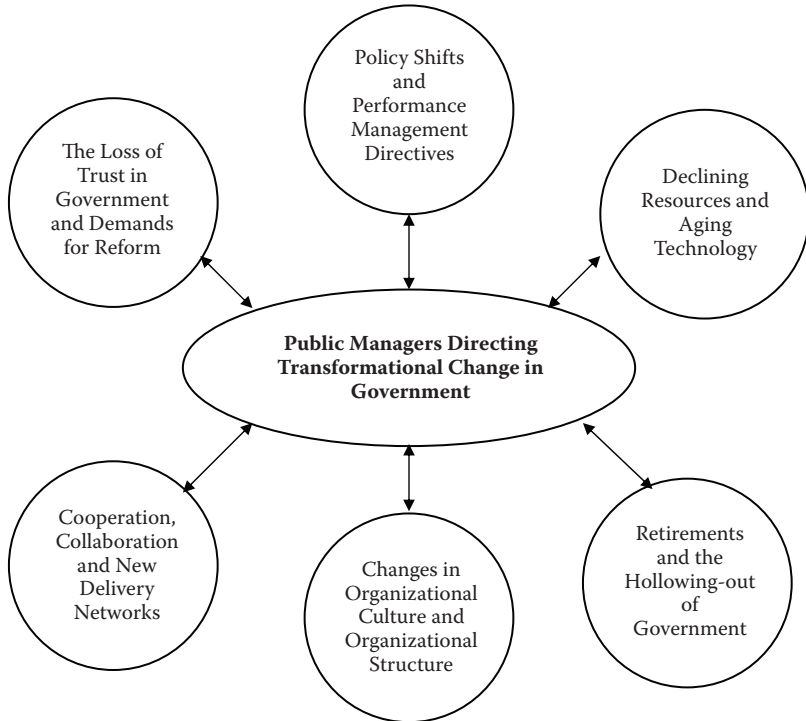 Policy Shifts
and
Performance
Management
Directives
The Loss of
Trust in
Government
and Demands
for Reform
Declining
Resources and
Aging
Technology
Public Managers Directing
Transformational Change in
Government
Cooperation,
Collaboration
and New
Delivery
Networks
Changes in
Organizational
Culture and
Organizational
Structure
Retirements
and the
Hollowing-out
of
Government